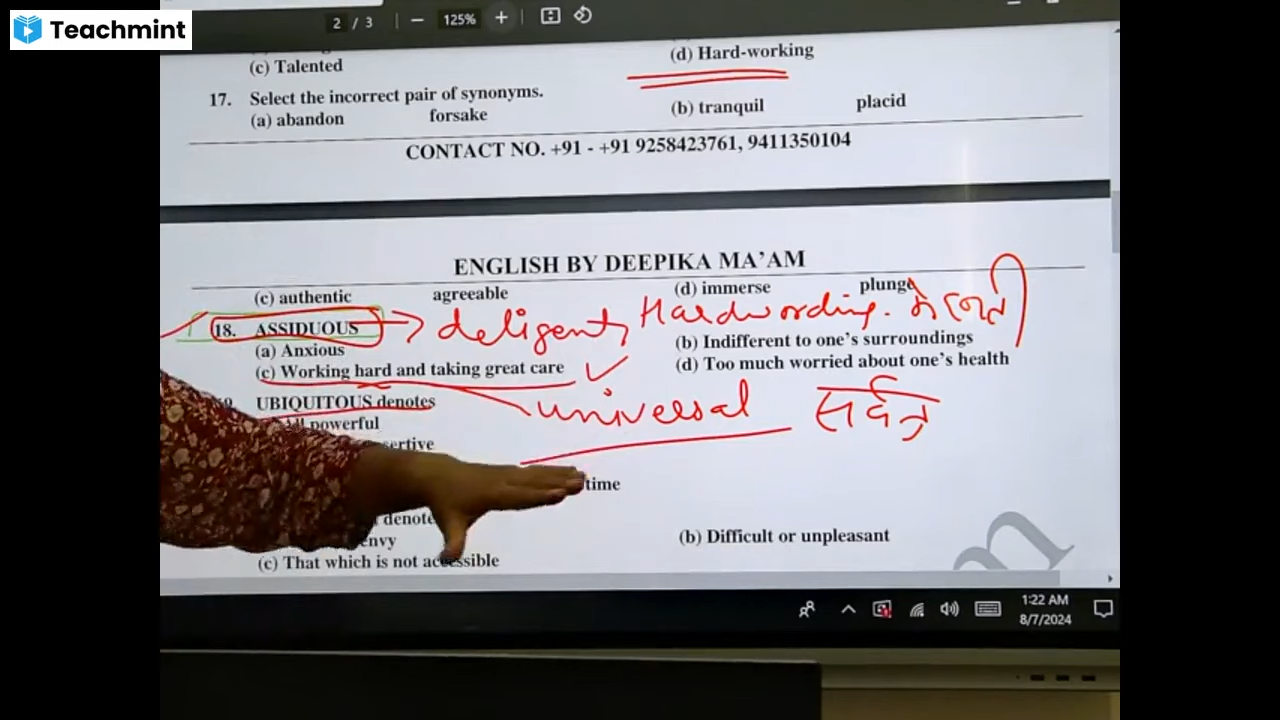 Teachmint
2 / 3 125%
(c) Talented (d) Hard-working
17. Select the incorrect pair of synonyms.
(a) abandon forsake (b) tranquil placid
CONTACT NO. +91 - +91 9258423761, 9411350104
ENGLISH BY DEEPIKA MA'AM
(c) authentic agreeable (d) immerse plunge
18. ASSIDUOUS deligent, Hardwording.
(a) Anxious (b) Indifferent to one's surroundings
(c) Working hard and taking great care (d) Too much worried about one's health
UBIQUITOUS denotes universal सर्वत्र
powerful
time
(b) Difficult or unpleasant
(c) That which is not
1:22 AM
8/7/2024